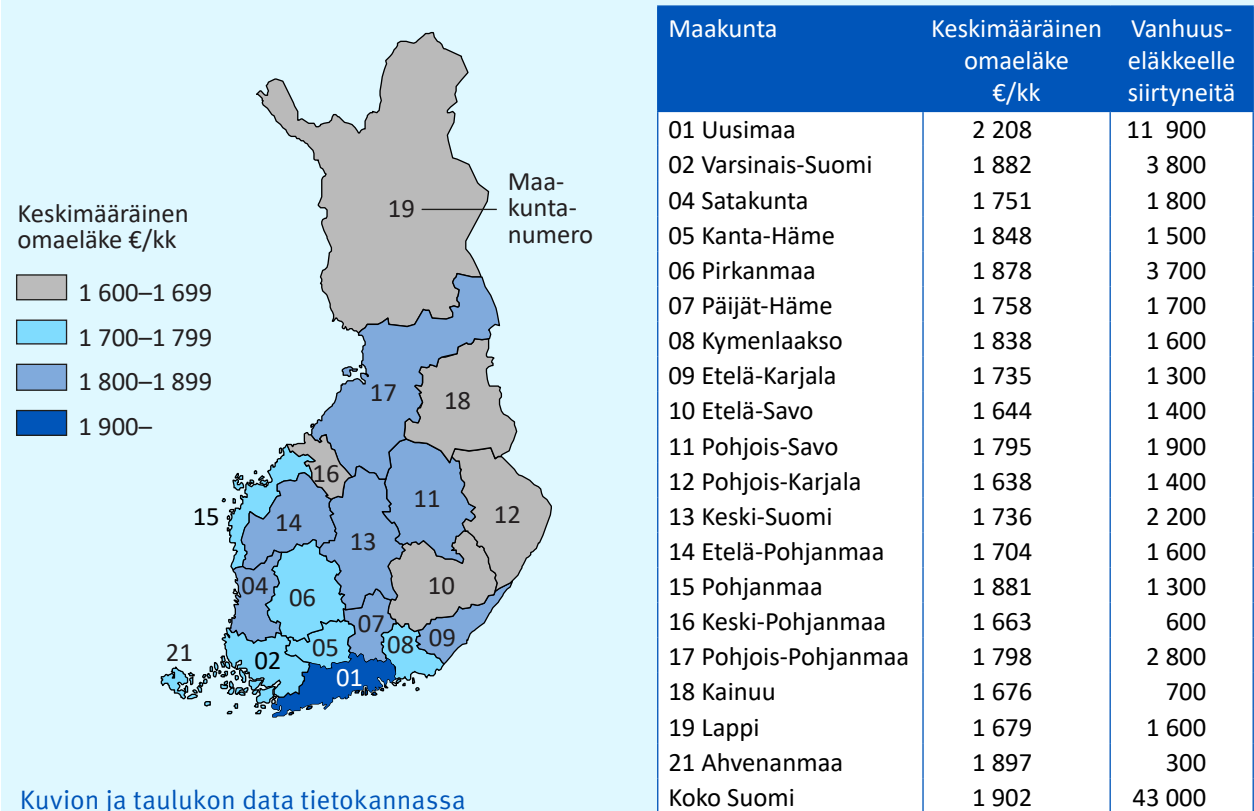 Keskimääräinen
omaeläke €/kk
1 600–1 699
1 700–1 799
1 800–1 899
1 900–
19
Maa-
kunta-
numero
17
18
16
15
14
13
11
12
04
06
10
21
02
05
07
08
09
01
Kuvion ja taulukon data tietokannassa
Maakunta Keskimääräinen omaeläke €/kk Vanhuus-eläkkeelle siirtyneitä
01 Uusimaa 2 208 11 900
02 Varsinais-Suomi 1 882 3 800
04 Satakunta 1 751 1 800
05 Kanta-Häme 1 848 1 500
06 Pirkanmaa 1 878 3 700
07 Päijät-Häme 1 758 1 700
08 Kymenlaakso 1 838 1 600
09 Etelä-Karjala 1 735 1 300
10 Etelä-Savo 1 644 1 400
11 Pohjois-Savo 1 795 1 900
12 Pohjois-Karjala 1 638 1 400
13 Keski-Suomi 1 736 2 200
14 Etelä-Pohjanmaa 1 704 1 600
15 Pohjanmaa 1 881 1 300
16 Keski-Pohjanmaa 1 663 600
17 Pohjois-Pohjanmaa 1 798 2 800
18 Kainuu 1 676 700
19 Lappi 1 679 1 600
21 Ahvenanmaa 1 897 300
Koko Suomi 1 902 43 000